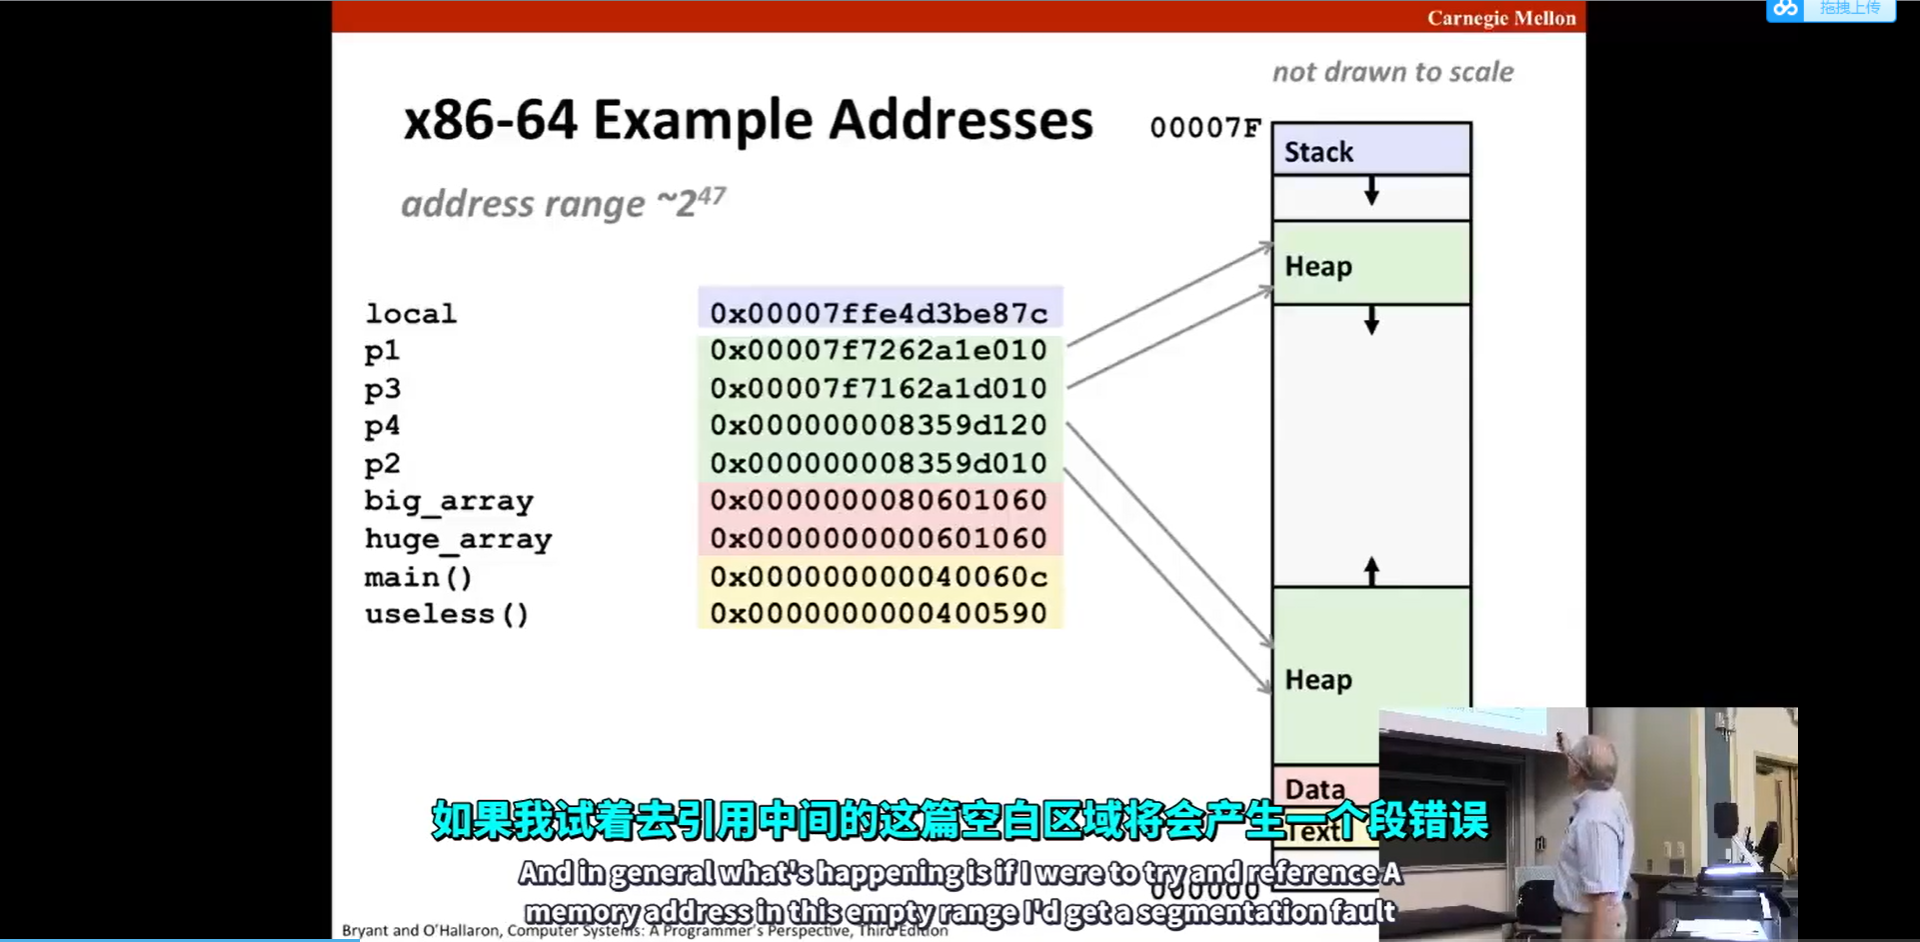 Carnegie Mellon
拖拽上传
not drawn to scale
x86-64 Example Addresses
address range ~2^47
00007F
Stack
Heap
local 0x00007ffe4d3be87c
p1 0x00007f7262a1e010
p3 0x00007f7162a1d010
p4 0x000000008359d120
p2 0x000000008359d010
big_array 0x0000000080601060
huge_array 0x0000000000601060
main() 0x000000000040060c
useless() 0x0000000000400590
Heap
Data
Text
如果我试着去引用中间的这篇空白区域将会产生一个段错误
And in general what's happening is if I were to try and reference A
000000
memory address in this empty range I'd get a segmentation fault
Bryant and O'Hallaron, Computer Systems: A Programmer's Perspective, Third Edition